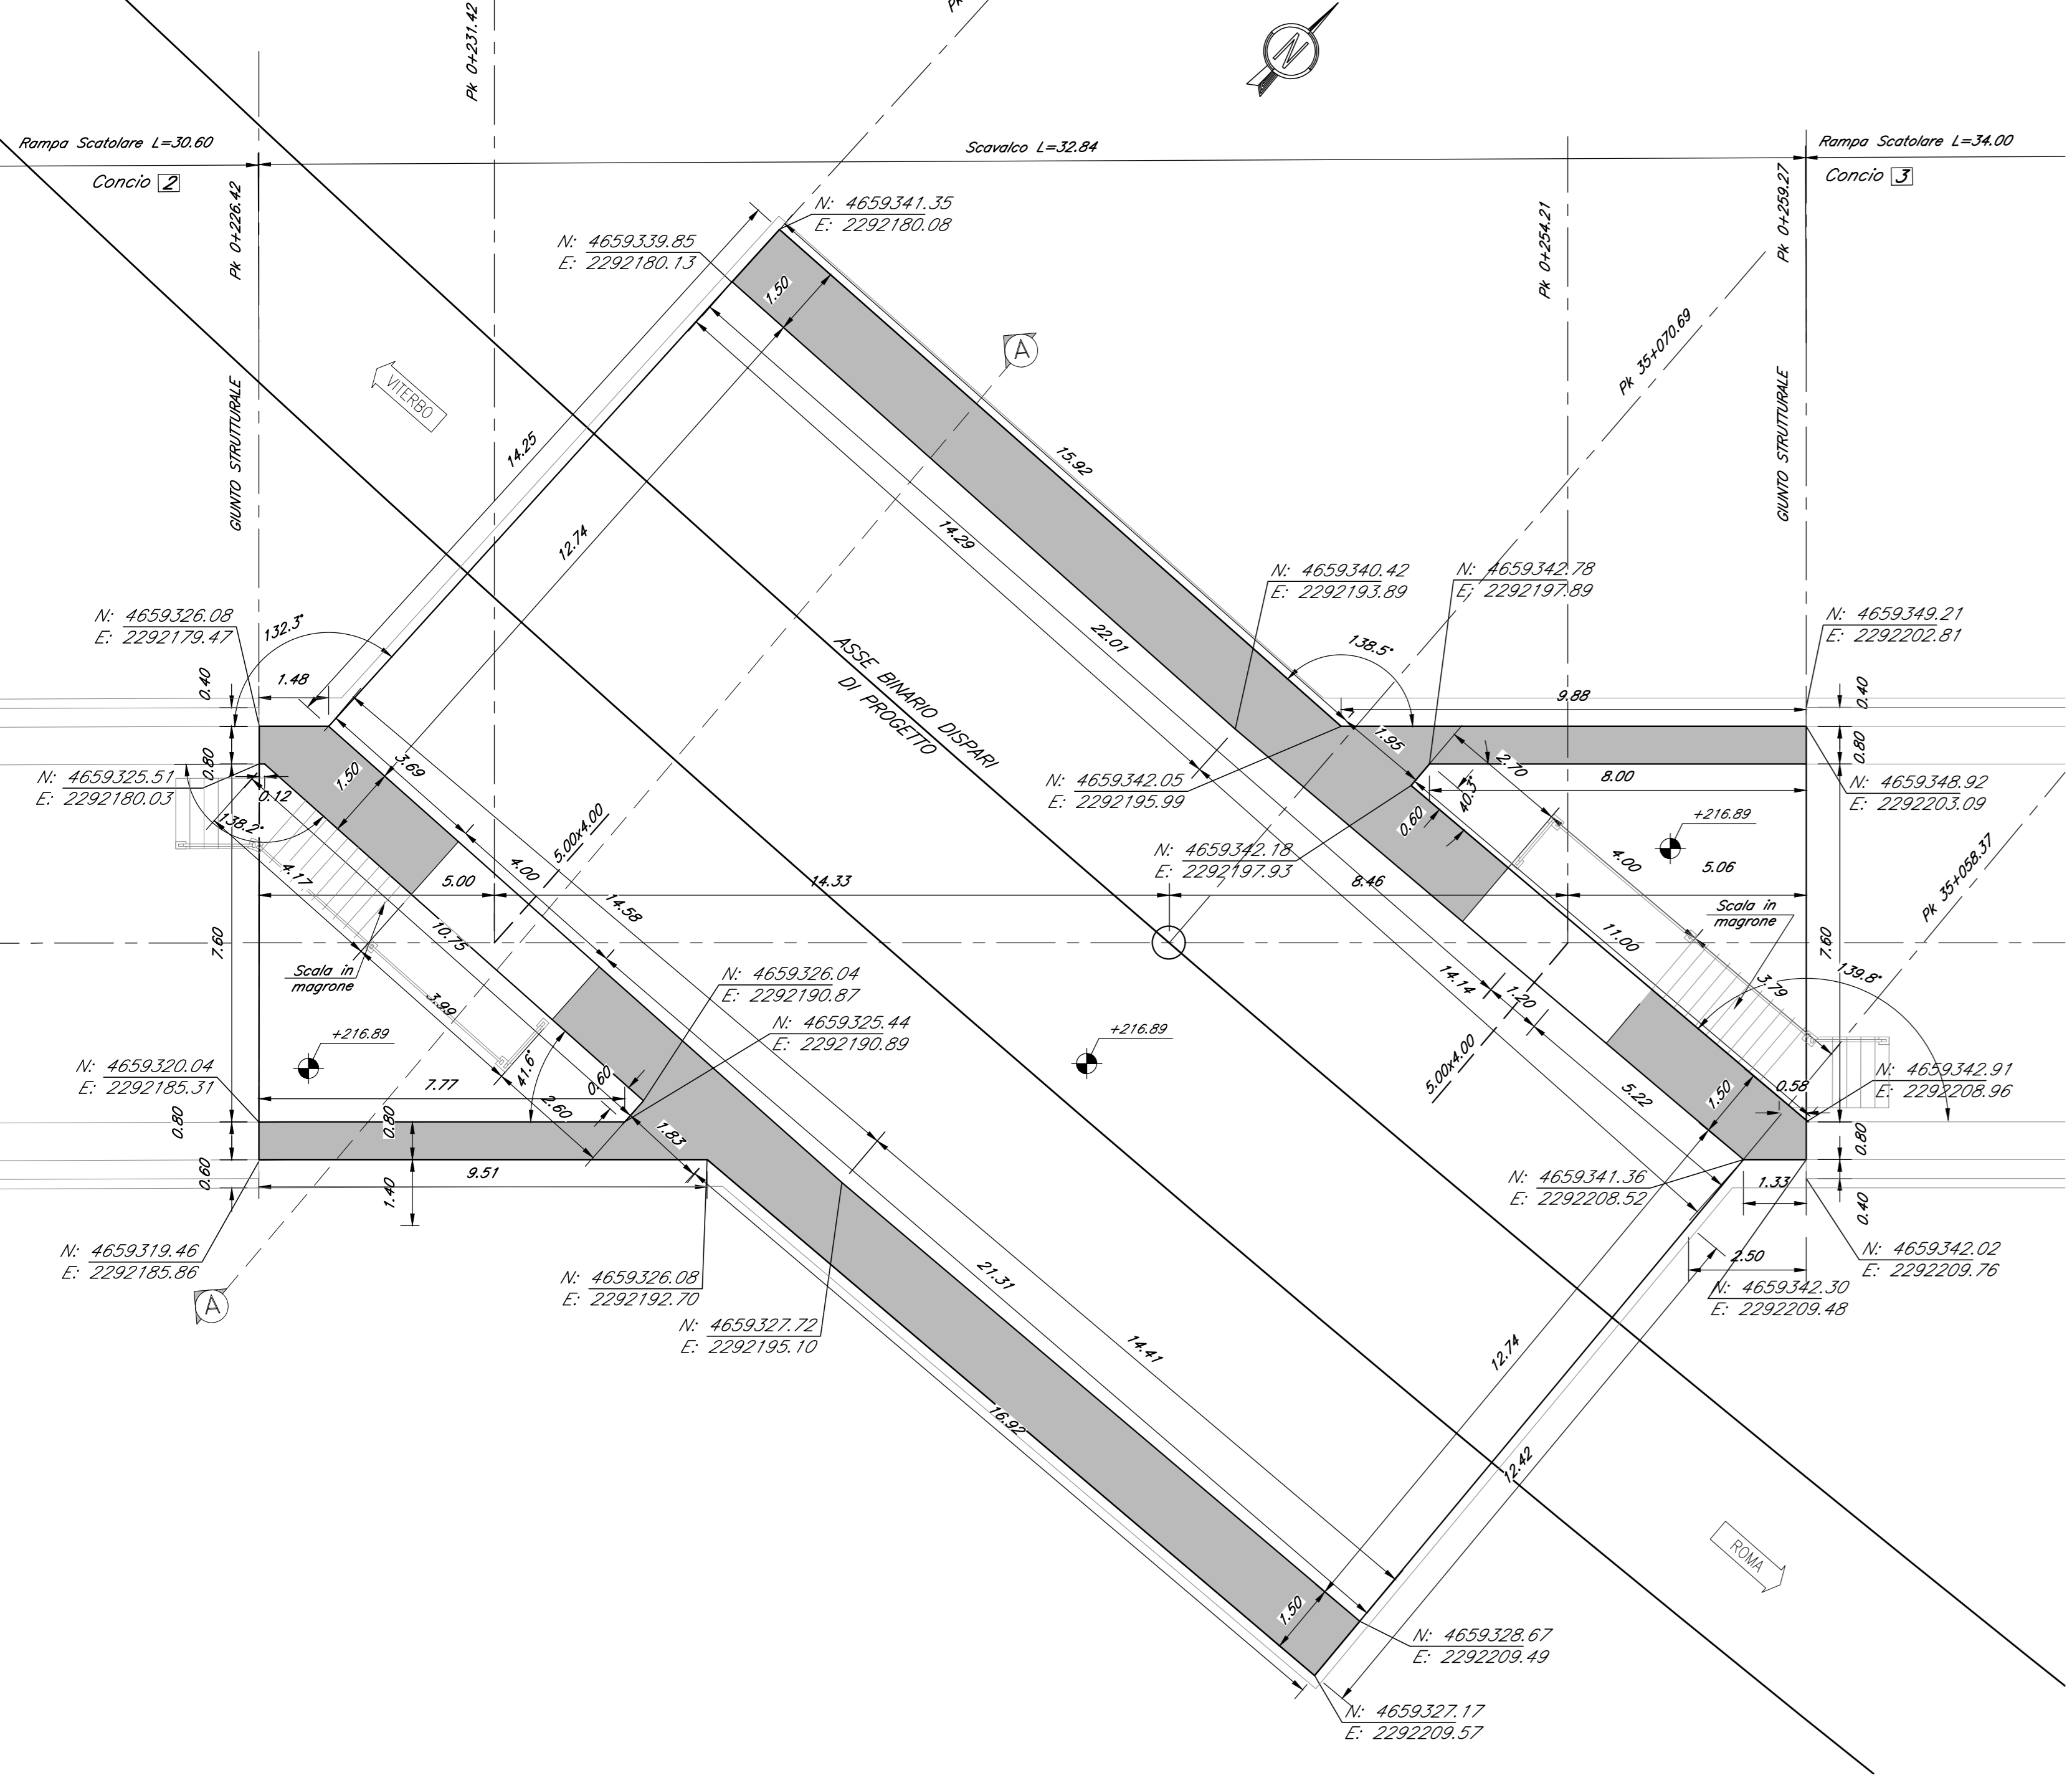 Pk 0+231.42
N
Rampa Scatolare L=30.60
Scavalco L=32.84
Rampa Scatolare L=34.00
Concio 2
Concio 3
Pk 0+226.42
Pk 0+254.21
Pk 0+259.27
N: 4659341.35
E: 2292180.08
N: 4659339.85
E: 2292180.13
1.50
A
VITERBO
Pk 35+070.69
GIUNTO STRUTTURALE
GIUNTO STRUTTURALE
14.25
15.92
12.74
14.29
N: 4659340.42
E: 2292193.89
N: 4659342.78
E: 2292197.89
N: 4659326.08
E: 2292179.47
132.3°
22.01
138.5°
N: 4659349.21
E: 2292202.81
ASSE BINARIO DISPARI
DI PROGETTO
0.40
1.48
9.88
0.40
0.80
3.69
1.50
1.95
2.70
0.80
N: 4659325.51
E: 2292180.03
0.12
138.2°
N: 4659342.05
E: 2292195.99
8.00
40.3°
0.60
N: 4659348.92
E: 2292203.09
+216.89
5.00x4.00
4.00
N: 4659342.18
E: 2292197.93
4.00
5.06
4.17
5.00
14.33
8.46
14.58
Scala in
magrone
Pk 35+058.37
7.60
10.75
11.00
7.60
Scala in
magrone
N: 4659326.04
E: 2292190.87
14.14
1.20
3.79
139.8°
3.99
N: 4659325.44
E: 2292190.89
+216.89
+216.89
5.00x4.00
N: 4659320.04
E: 2292185.31
7.77
41.6°
0.60
2.60
5.22
1.50
0.58
N: 4659342.91
E: 2292208.96
0.80
0.80
1.83
0.80
0.60
9.51
1.40
N: 4659341.36
E: 2292208.52
1.33
0.40
N: 4659319.46
E: 2292185.86
2.50
N: 4659342.02
E: 2292209.76
A
N: 4659326.08
E: 2292192.70
21.31
N: 4659342.30
E: 2292209.48
N: 4659327.72
E: 2292195.10
14.41
12.74
16.92
12.42
ROMA
1.50
N: 4659328.67
E: 2292209.49
N: 4659327.17
E: 2292209.57